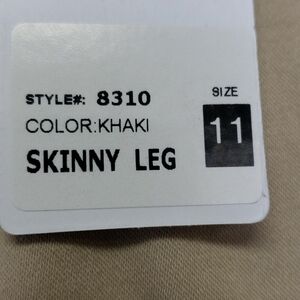 STYLE#: 8310
SIZE
COLOR:KHAKI
11
SKINNY LEG